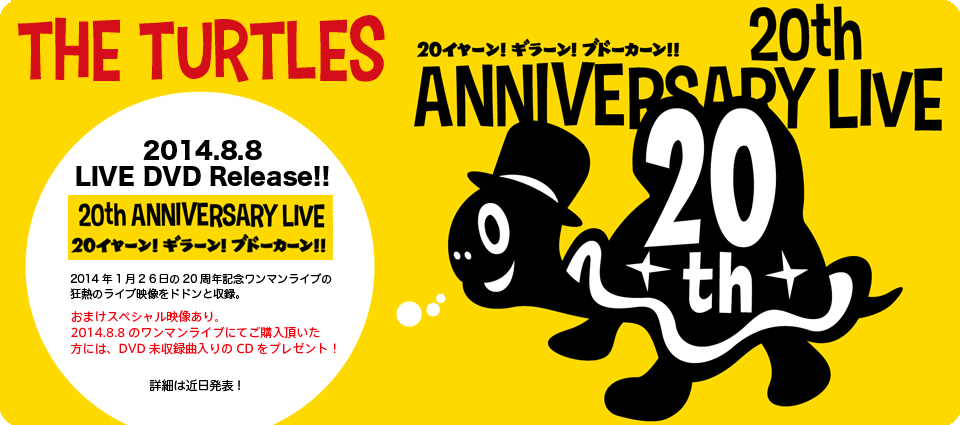 THE TURTLES
20イヤーン! ギラーン! ブドーカーン!!
20th
ANNIVERSARY LIVE
2014.8.8
LIVE DVD Release!!
20th ANNIVERSARY LIVE
20イヤーン! ギラーン! ブドーカーン!!
2014年1月26日の20周年記念ワンマンライブの
狂熱のライブ映像をドドンと収録。
おまけスペシャル映像あり。
2014.8.8のワンマンライブにてご購入頂いた
方には、DVD未収録曲入りのCDをプレゼント!
詳細は近日発表!
20
th